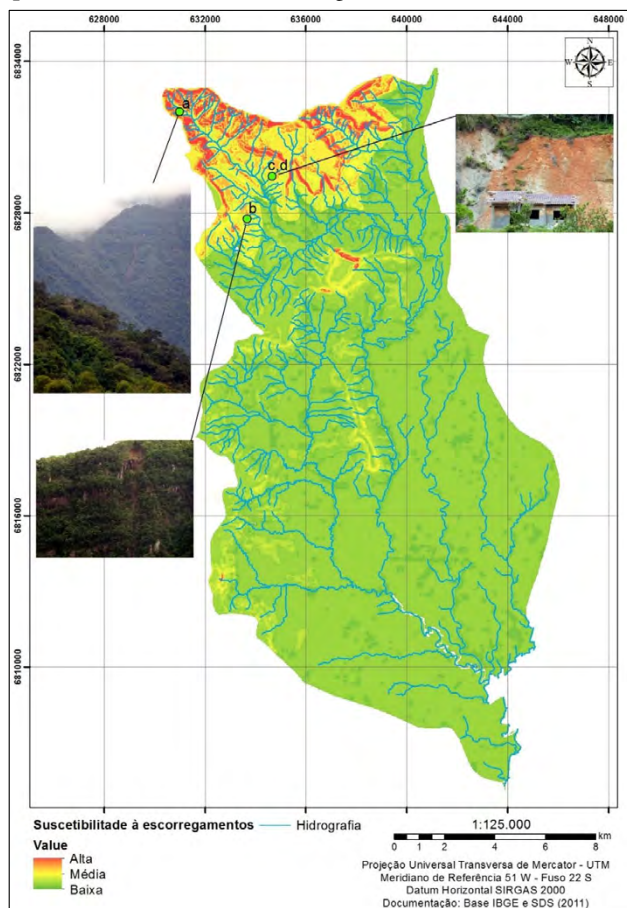 628000 632000 636000 640000 644000 648000
6834000
N
W E
S
a
c,d
6828000
b
6822000
6816000
6810000
Suscetibilitade à escorregamentos Hidrografia
Value
Alta
Média
Baixa
1:125.000
0 1 2 4 6 8
km
Projeção Universal Transversa de Mercator - UTM
Meridiano de Referência 51 W - Fuso 22 S
Datum Horizontal SIRGAS 2000
Documentação: Base IBGE e SDS (2011)